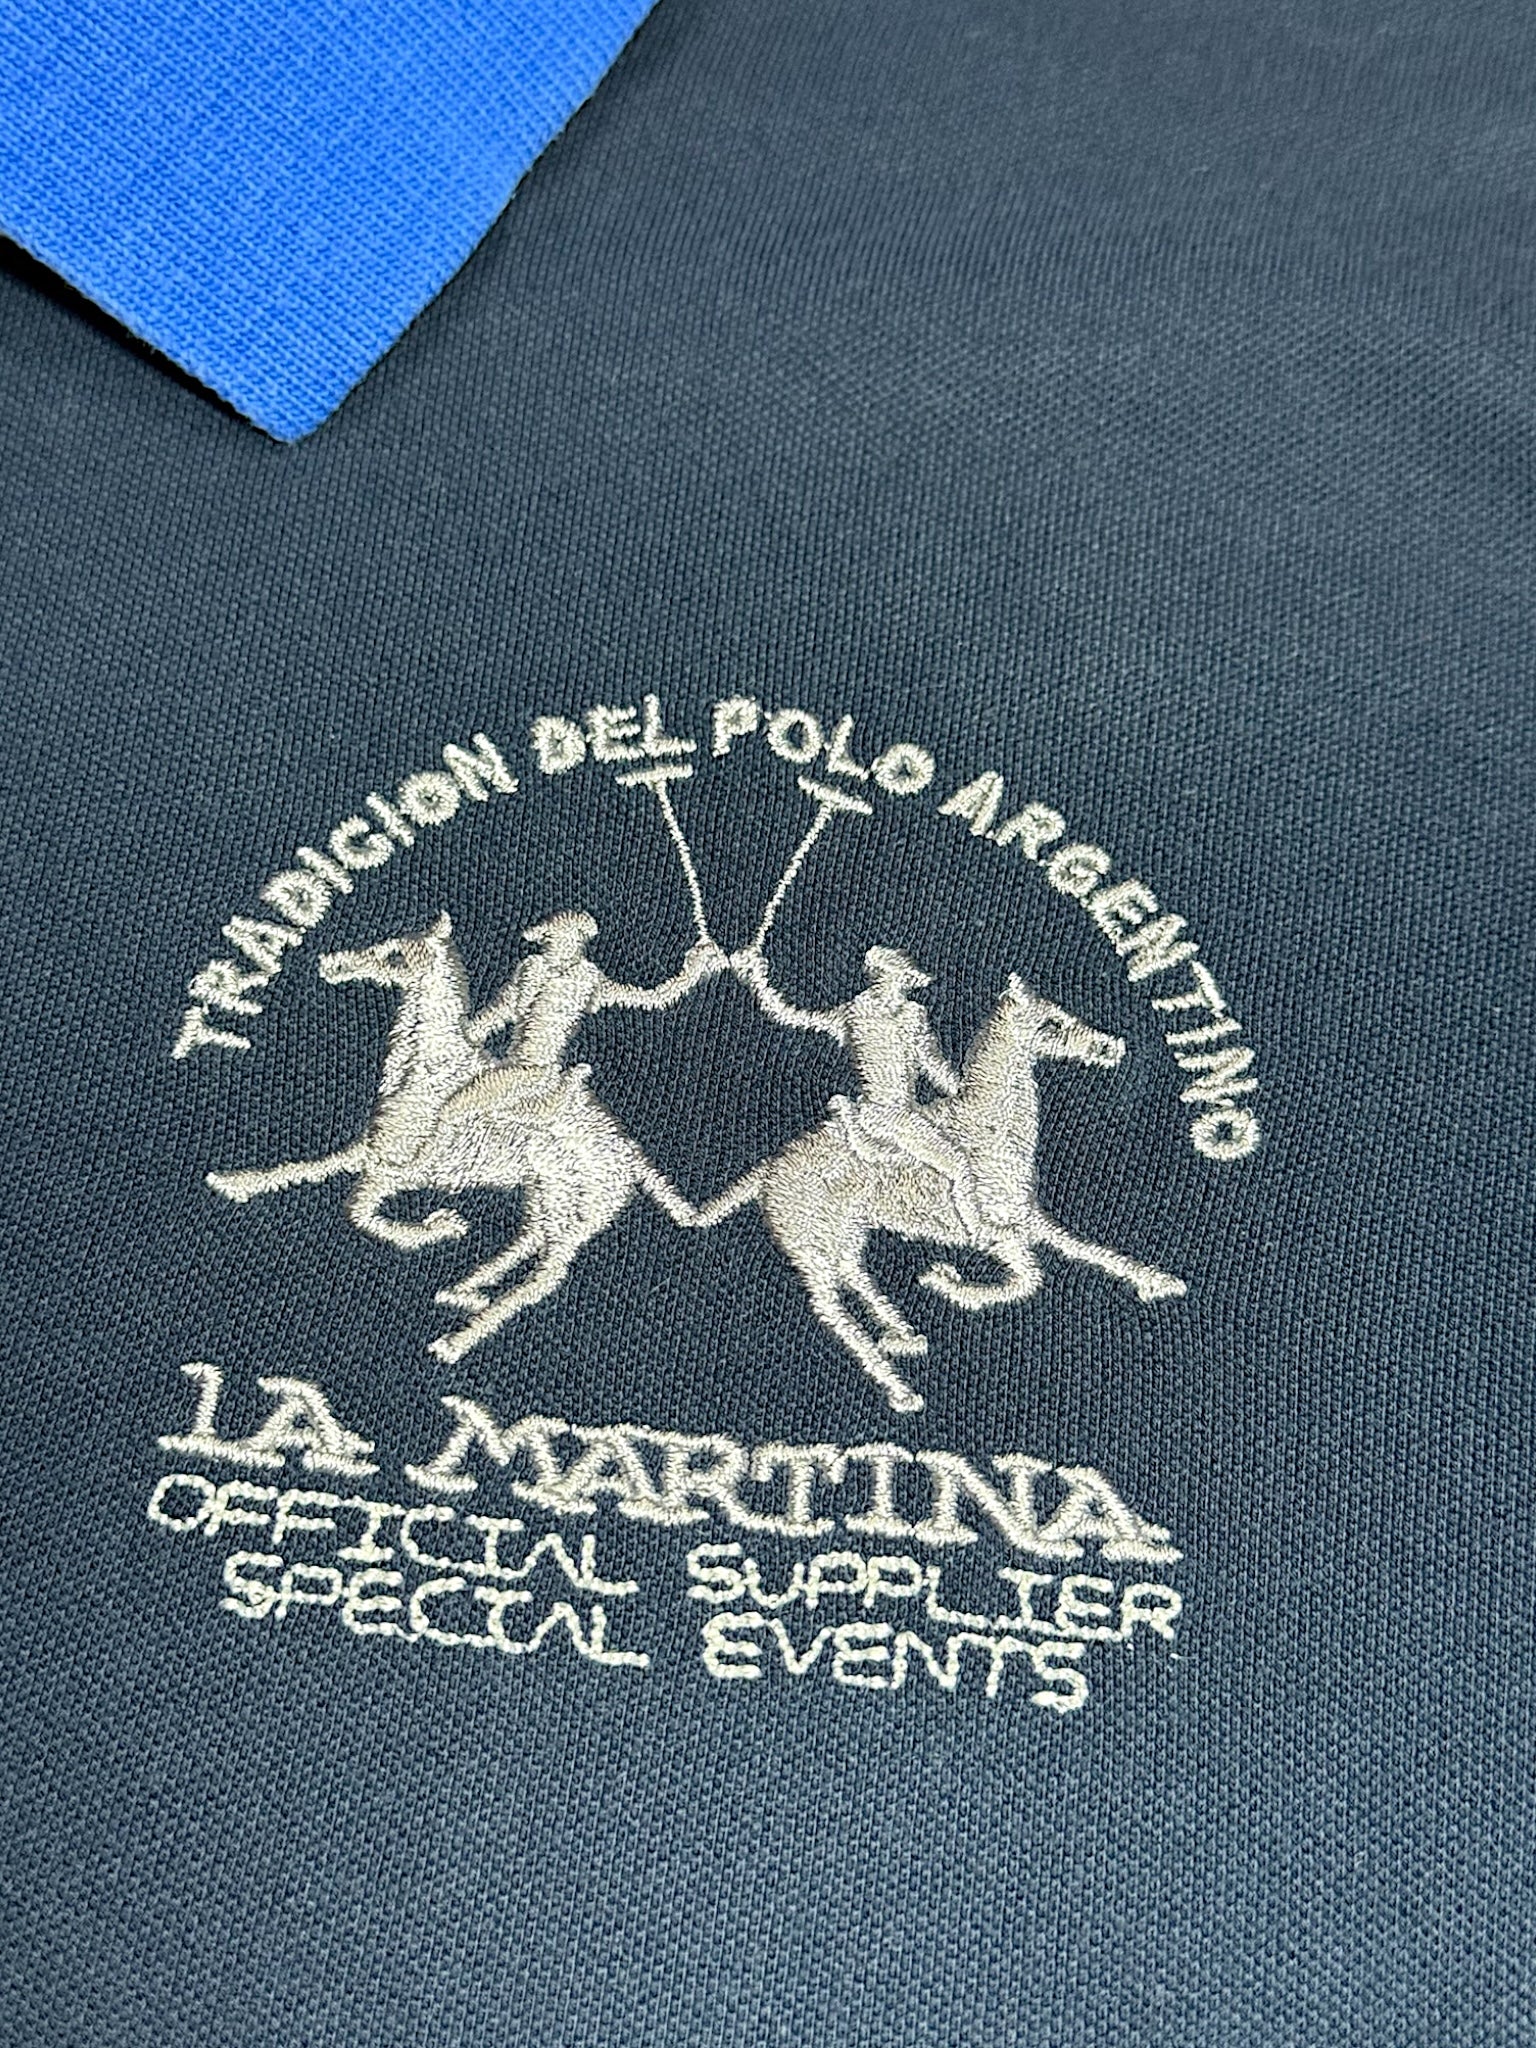 TRADICION DEL POLO ARGENTINO
LA MARTINA
OFFICIAL SUPPLIER
SPECIAL EVENTS